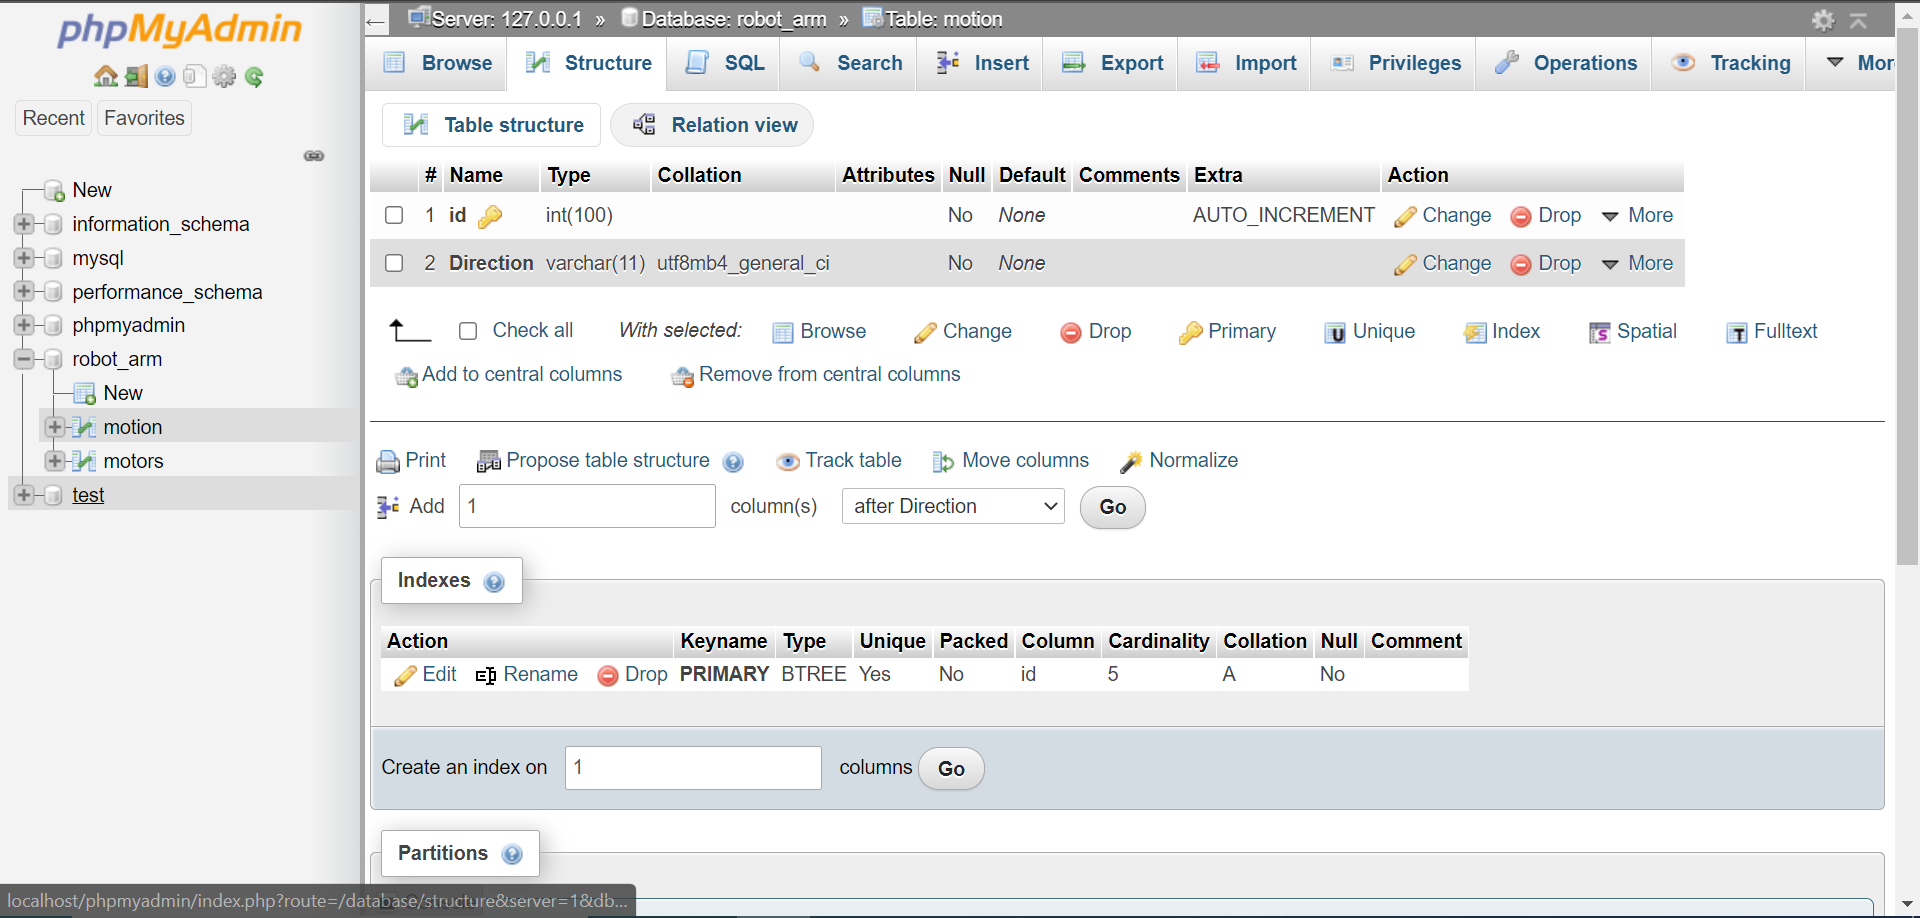 phpMyAdmin
Recent Favorites
New
information_schema
mysql
performance_schema
phpmyadmin
robot_arm
New
motion
motors
test
Server: 127.0.0.1 » Database: robot_arm » Table: motion
Browse Structure SQL Search Insert Export Import Privileges Operations Tracking Mor
Table structure Relation view
# Name Type Collation Attributes Null Default Comments Extra Action
1 id int(100) No None AUTO_INCREMENT Change Drop More
2 Direction varchar(11) utf8mb4_general_ci No None Change Drop More
Check all With selected: Browse Change Drop Primary Unique Index Spatial Fulltext
Add to central columns Remove from central columns
Print Propose table structure Track table Move columns Normalize
Add 1 column(s) after Direction Go
Indexes
Action Keyname Type Unique Packed Column Cardinality Collation Null Comment
Edit Rename Drop PRIMARY BTREE Yes No id 5 A No
Create an index on 1 columns Go
Partitions
localhost/phpmyadmin/index.php?route=/database/structure&server=1&db...